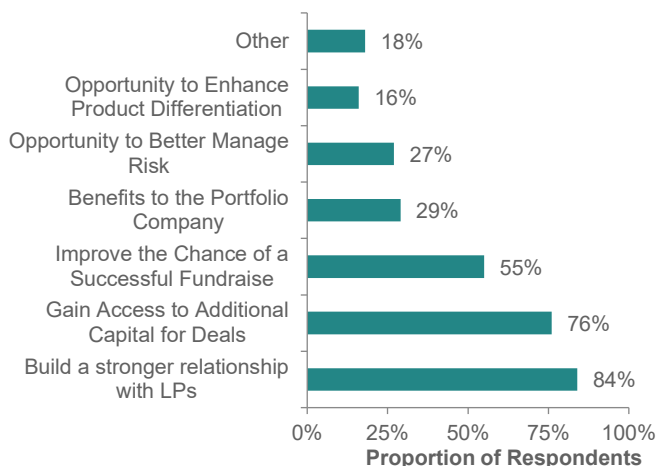 Other
18%
Opportunity to Enhance
Product Differentiation
16%
Opportunity to Better Manage
Risk
27%
Benefits to the Portfolio
Company
29%
Improve the Chance of a
Successful Fundraise
55%
Gain Access to Additional
Capital for Deals
76%
Build a stronger relationship
with LPs
84%
0% 25% 50% 75% 100%
Proportion of Respondents